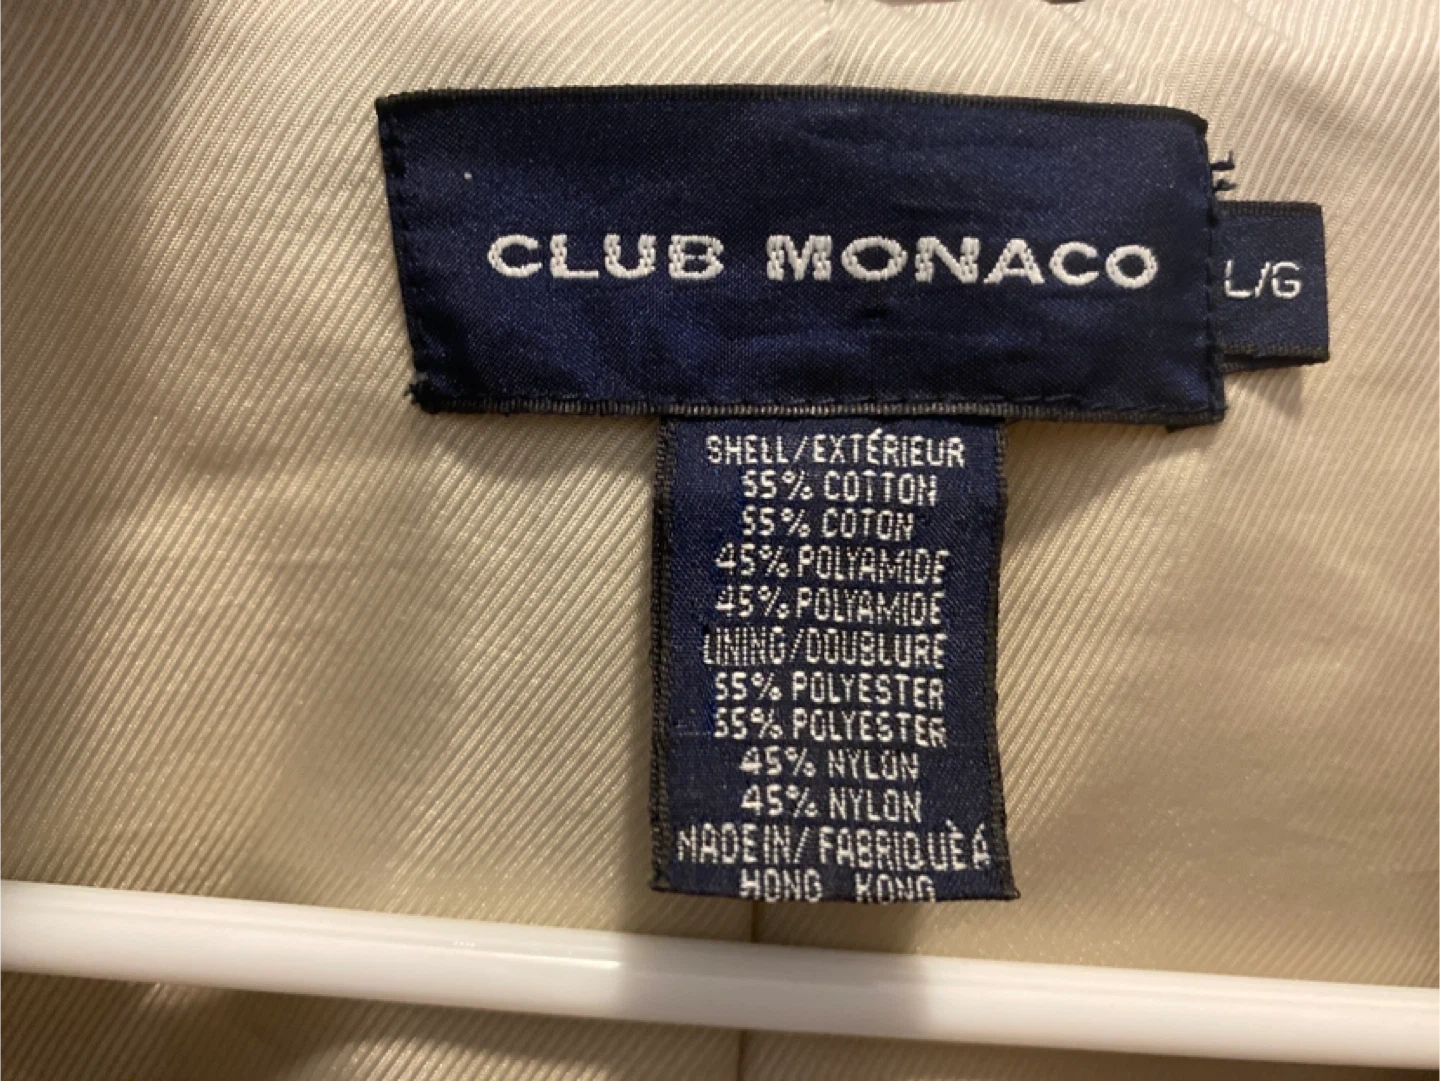 CLUB MONACO
L/G
SHELL/EXTÉRIEUR
55% COTTON
55% COTON
45% POLYAMIDE
45% POLYAMIDE
LINING/DOUBLURE
55% POLYESTER
55% POLYESTER
45% NYLON
45% NYLON
MADE IN/ FABRIQUÈ À
HONG KONG